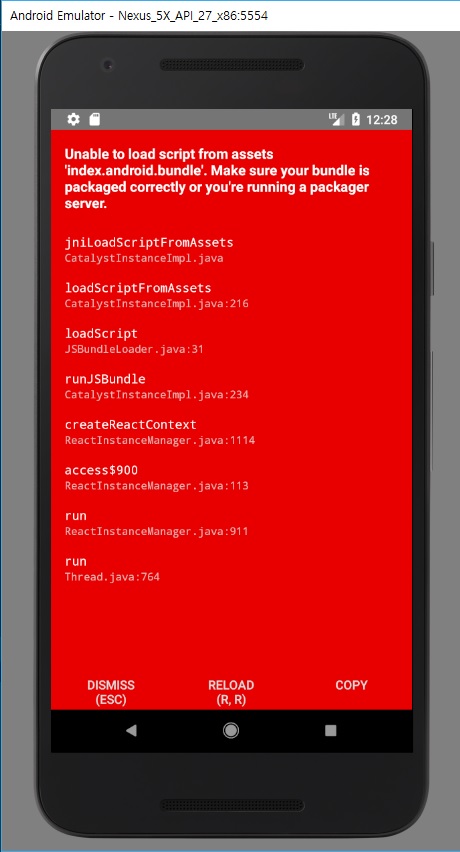 Android Emulator - Nexus_5X_API_27_x86:5554
LTE 12:28
Unable to load script from assets
'index.android.bundle'. Make sure your bundle is
packaged correctly or you're running a packager
server.
jniLoadScriptFromAssets
CatalystInstanceImpl.java
loadScriptFromAssets
CatalystInstanceImpl.java:216
loadScript
JSBundleLoader.java:31
runJSBundle
CatalystInstanceImpl.java:234
createReactContext
ReactInstanceManager.java:1114
access$900
ReactInstanceManager.java:113
run
ReactInstanceManager.java:911
run
Thread.java:764
DISMISS RELOAD COPY
(ESC) (R, R)